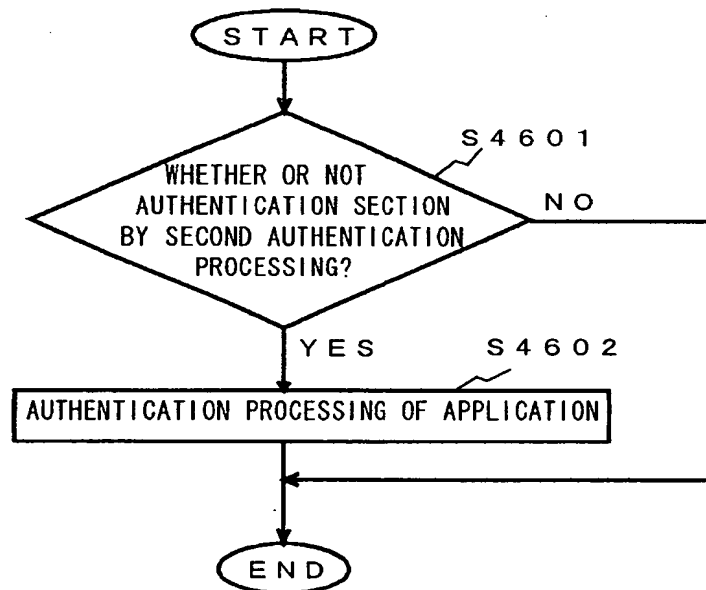 START
S4601
WHETHER OR NOT
AUTHENTICATION SECTION
BY SECOND AUTHENTICATION
PROCESSING?
NO
YES
S4602
AUTHENTICATION PROCESSING OF APPLICATION
END